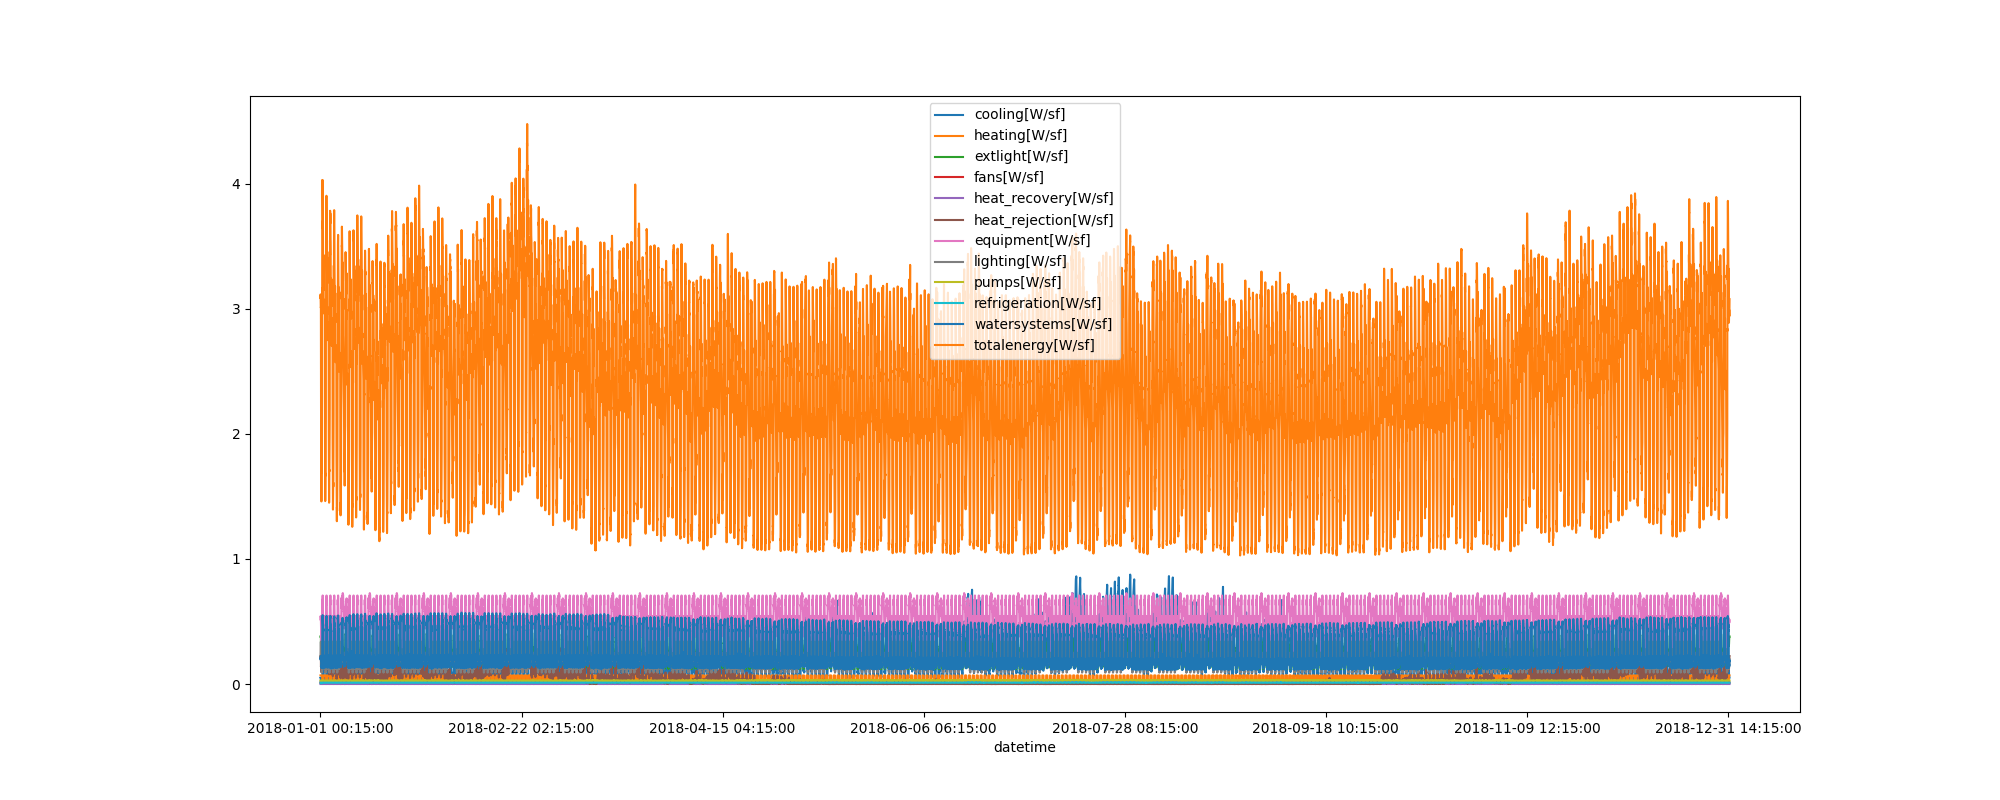 cooling[W/sf]
heating[W/sf]
extlight[W/sf]
fans[W/sf]
heat_recovery[W/sf]
heat_rejection[W/sf]
equipment[W/sf]
lighting[W/sf]
pumps[W/sf]
refrigeration[W/sf]
watersystems[W/sf]
totalenergy[W/sf]
4
3
2
1
0
2018-01-01 00:15:00 2018-02-22 02:15:00 2018-04-15 04:15:00 2018-06-06 06:15:00 2018-07-28 08:15:00 2018-09-18 10:15:00 2018-11-09 12:15:00 2018-12-31 14:15:00
datetime